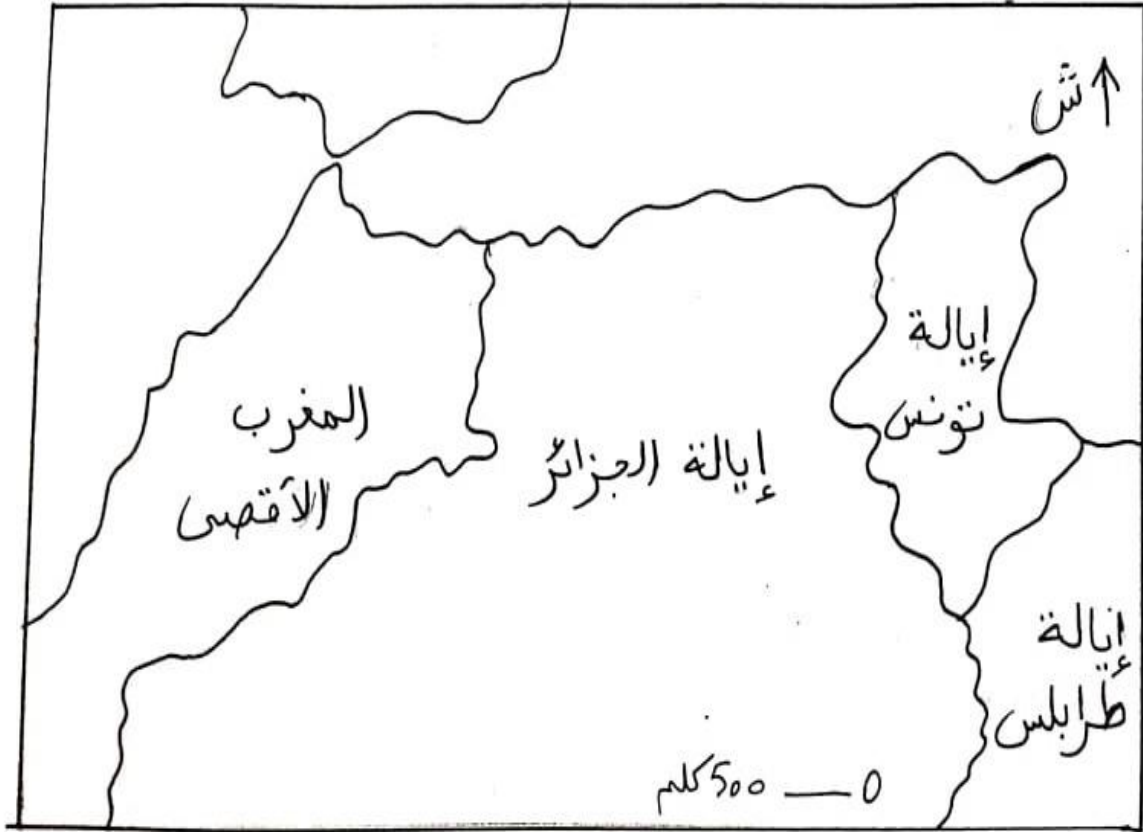 ش
إيالة
تونس
المغرب
الأقصى
إيالة الجزائر
إيالة
طرابلس
0 — 500 كلم